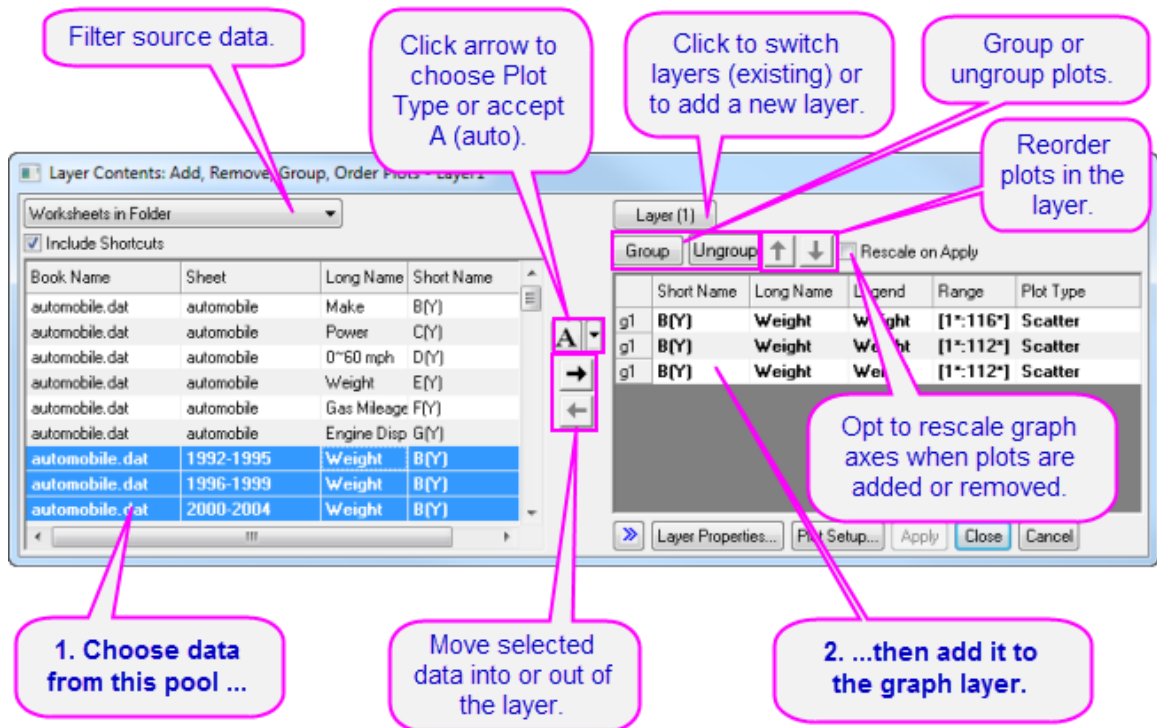 Filter source data.
Click arrow to
choose Plot
Type or accept
A (auto).
Click to switch
layers (existing) or
to add a new layer.
Group or
ungroup plots.
Reorder
plots in the
layer.
Layer Contents: Add, Remove, Group, Order Plots - Layer1
Worksheets in Folder
Include Shortcuts
Book Name Sheet Long Name Short Name
automobile.dat automobile Make B(Y)
automobile.dat automobile Power C(Y)
automobile.dat automobile 0~60 mph D(Y)
automobile.dat automobile Weight E(Y)
automobile.dat automobile Gas Mileage F(Y)
automobile.dat automobile Engine Disp G(Y)
automobile.dat 1992-1995 Weight B(Y)
automobile.dat 1996-1999 Weight B(Y)
automobile.dat 2000-2004 Weight B(Y)
A
Layer (1)
Group Ungroup Rescale on Apply
Short Name Long Name Legend Range Plot Type
g1 B(Y) Weight Weight [1*:116*] Scatter
g1 B(Y) Weight Weight [1*:112*] Scatter
g1 B(Y) Weight [1*:112*] Scatter
Opt to rescale graph
axes when plots are
added or removed.
Layer Properties... Plot Setup... Apply Close Cancel
1. Choose data
from this pool ...
Move selected
data into or out of
the layer.
2. ...then add it to
the graph layer.